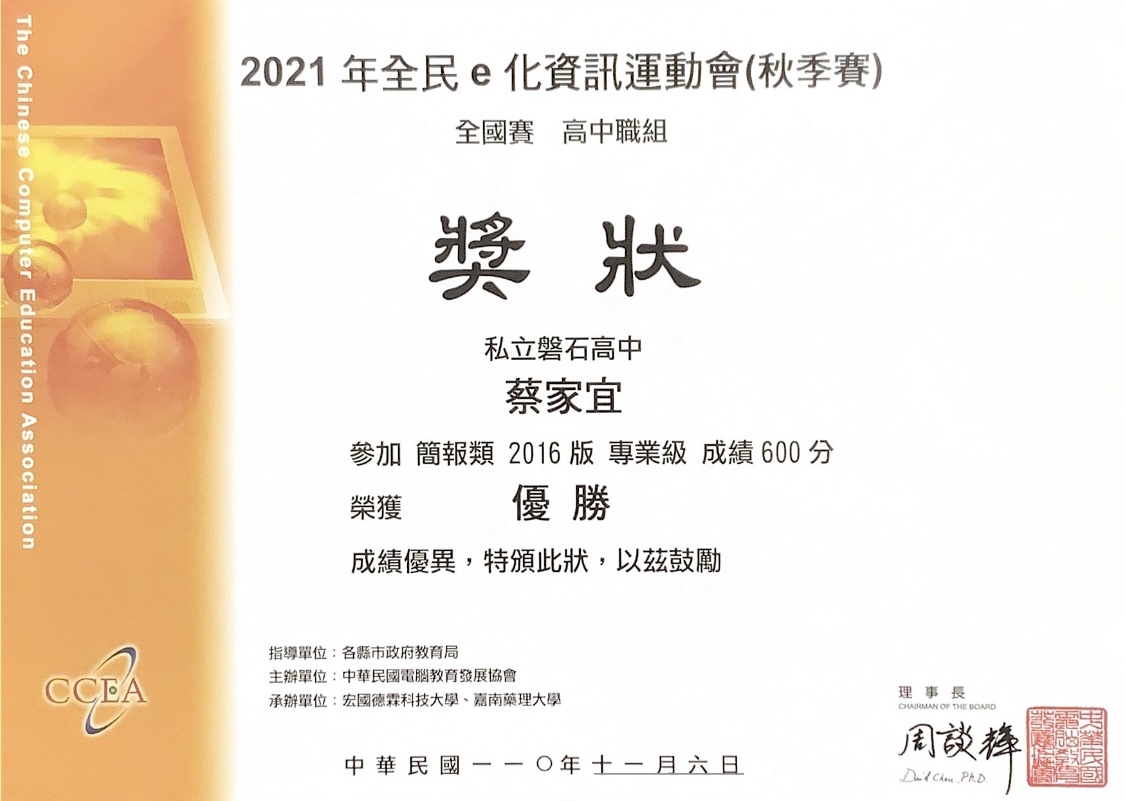 The Chinese Computer Education Association
2021 年全民 e 化資訊運動會(秋季賽)
全國賽 高中職組
獎 狀
私立磐石高中
蔡家宜
參加 簡報類 2016 版 專業級 成績 600 分
榮獲 優 勝
成績優異,特頒此狀,以茲鼓勵
指導單位:各縣市政府教育局
主辦單位:中華民國電腦教育發展協會
承辦單位:宏國德霖科技大學、嘉南藥理大學
CCEA
理 事 長
CHAIRMAN OF THE BOARD
周談輝
David Chou, Ph.D.
中華民國一一〇年十一月六日